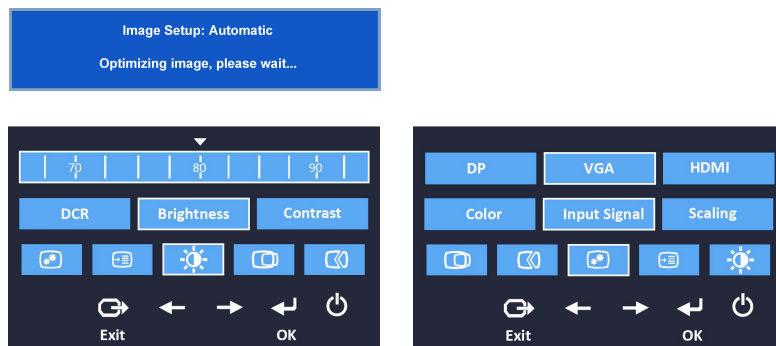 Image Setup: Automatic
Optimizing image, please wait...
70 80 90
DCR Brightness Contrast
Exit OK
DP VGA HDMI
Color Input Signal Scaling
Exit OK